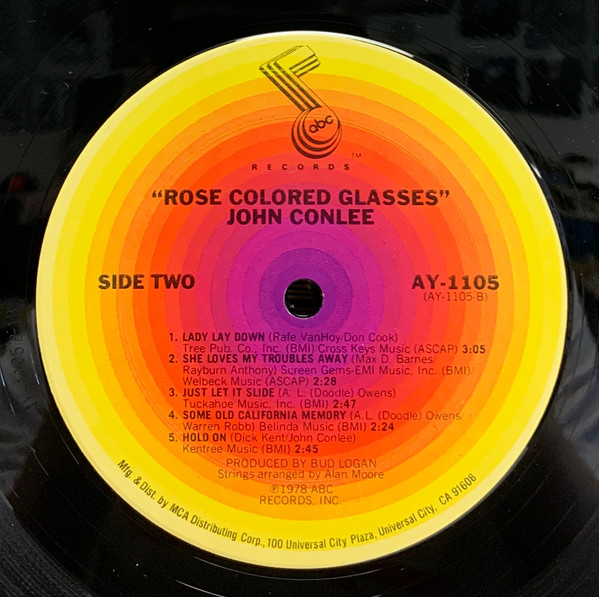 abc
TM
RECORDS
"ROSE COLORED GLASSES"
JOHN CONLEE
SIDE TWO
AY-1105
(AY-1105-B)
1. LADY LAY DOWN (Rafe VanHoy/Don Cook)
Tree Pub. Co., Inc. (BMI)/Cross Keys Music (ASCAP) 3:05
2. SHE LOVES MY TROUBLES AWAY (Max D. Barnes/
Rayburn Anthony) Screen Gems-EMI Music, Inc. (BMI)/
Welbeck Music (ASCAP) 2:28
3. JUST LET IT SLIDE (A. L. (Doodle) Owens)
Tuckahoe Music, Inc. (BMI) 2:47
4. SOME OLD CALIFORNIA MEMORY (A.L. (Doodle) Owens/
Warren Robb) Belinda Music (BMI) 2:24
5. HOLD ON (Dick Kent/John Conlee)
Kentree Music (BMI) 2:45
PRODUCED BY BUD LOGAN
Strings arranged by Alan Moore
℗1978 ABC
RECORDS, INC.
Mfg. & Dist. by MCA Distributing Corp., 100 Universal City Plaza, Universal City, CA 91608